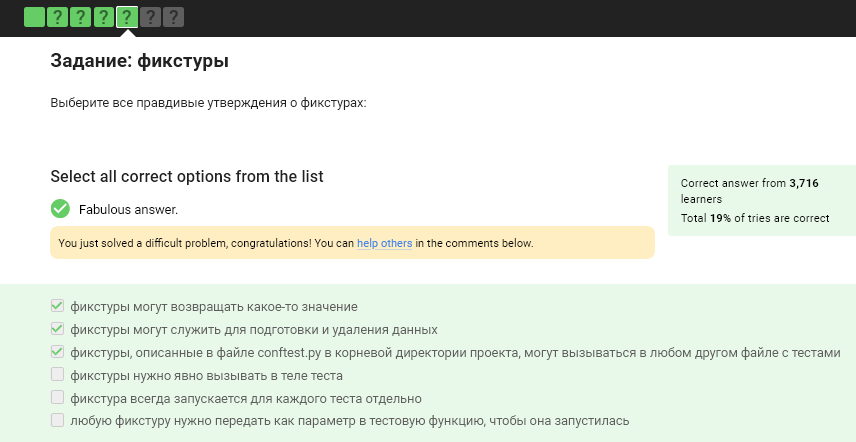 ? ? ? ? ? ?
Задание: фикстуры
Выберите все правдивые утверждения о фикстурах:
Select all correct options from the list
Fabulous answer.
You just solved a difficult problem, congratulations! You can help others in the comments below.
Correct answer from 3,716
learners
Total 19% of tries are correct
фикстуры могут возвращать какое-то значение
фикстуры могут служить для подготовки и удаления данных
фикстуры, описанные в файле conftest.py в корневой директории проекта, могут вызываться в любом другом файле с тестами
фикстуры нужно явно вызывать в теле теста
фикстура всегда запускается для каждого теста отдельно
любую фикстуру нужно передать как параметр в тестовую функцию, чтобы она запустилась